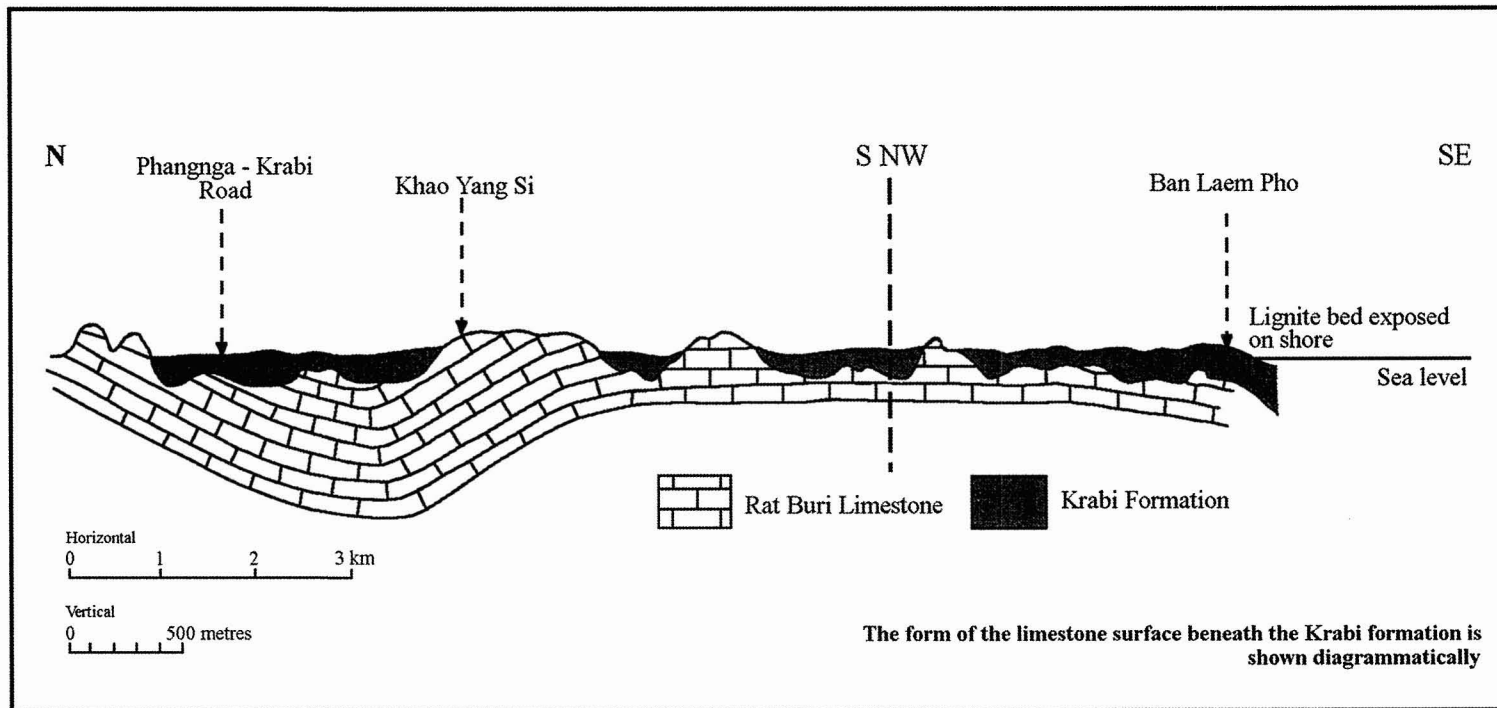 N
S NW
SE
Phangnga - Krabi
Road
Khao Yang Si
Ban Laem Pho
Lignite bed exposed
on shore
Sea level
Rat Buri Limestone
Krabi Formation
Horizontal
0 1 2 3 km
Vertical
0 500 metres
The form of the limestone surface beneath the Krabi formation is
shown diagrammatically